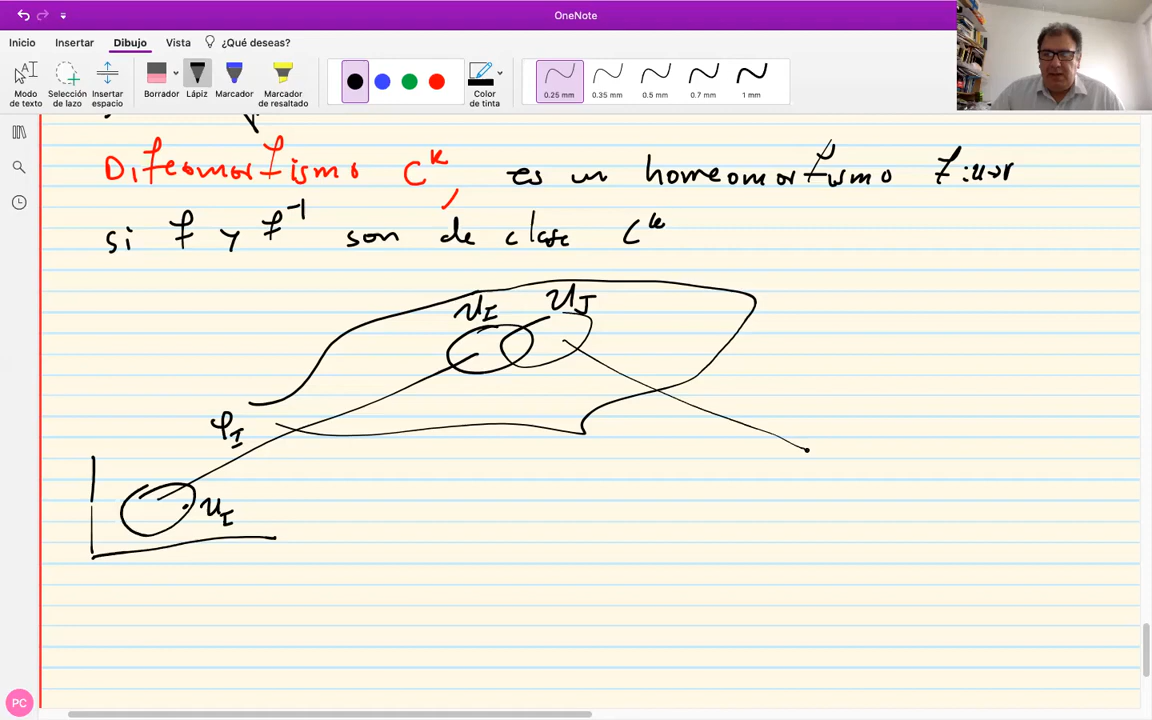 OneNote
Inicio Insertar Dibujo Vista ¿Qué deseas?
Modo de texto
Selección de lazo
Insertar espacio
Borrador
Lápiz
Marcador
Marcador de resaltado
Color de tinta
0.25 mm 0.35 mm 0.5 mm 0.7 mm 1 mm
Difeomorfismo C^k, es un homeomorfismo f:U→V
si f y f^-1 son de clase C^k
U_I U_J
φ_I
U_I
PC